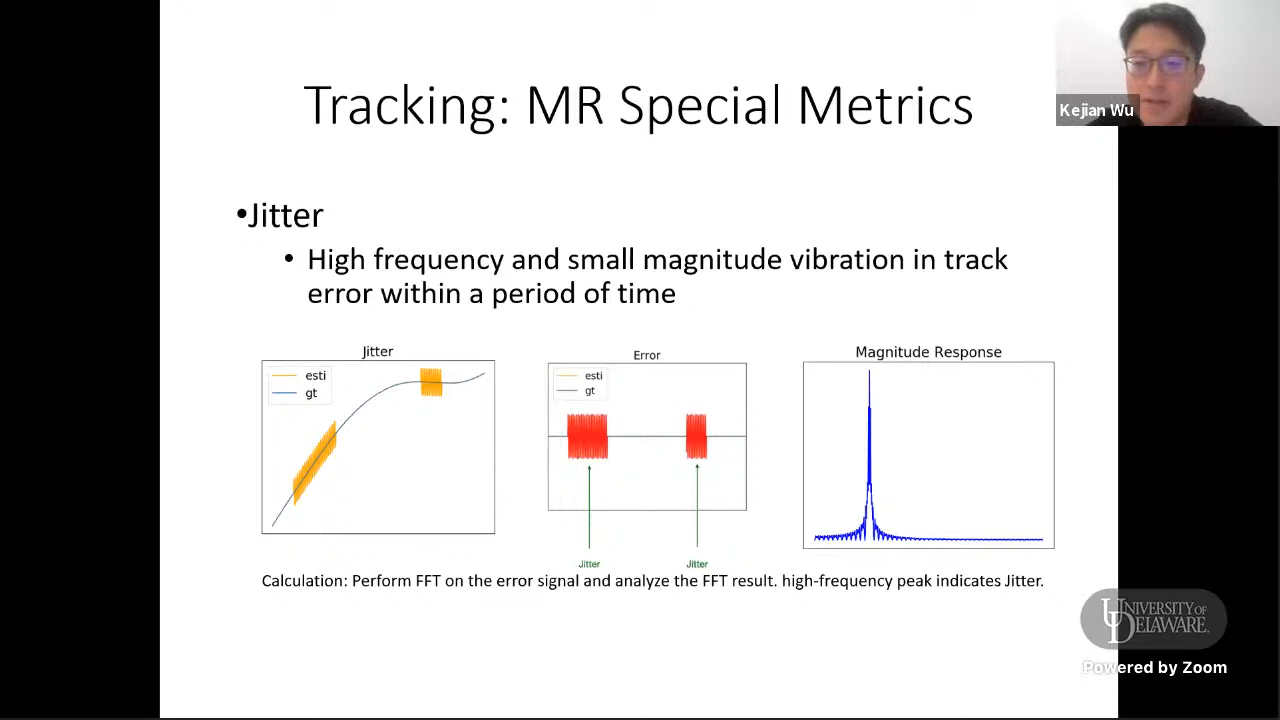 Tracking: MR Special Metrics
Kejian Wu
•Jitter
• High frequency and small magnitude vibration in track
error within a period of time
Jitter
esti
gt
Error
esti
gt
Jitter
Jitter
Magnitude Response
Calculation: Perform FFT on the error signal and analyze the FFT result. high-frequency peak indicates Jitter.
UNIVERSITY OF
DELAWARE.
Powered by Zoom